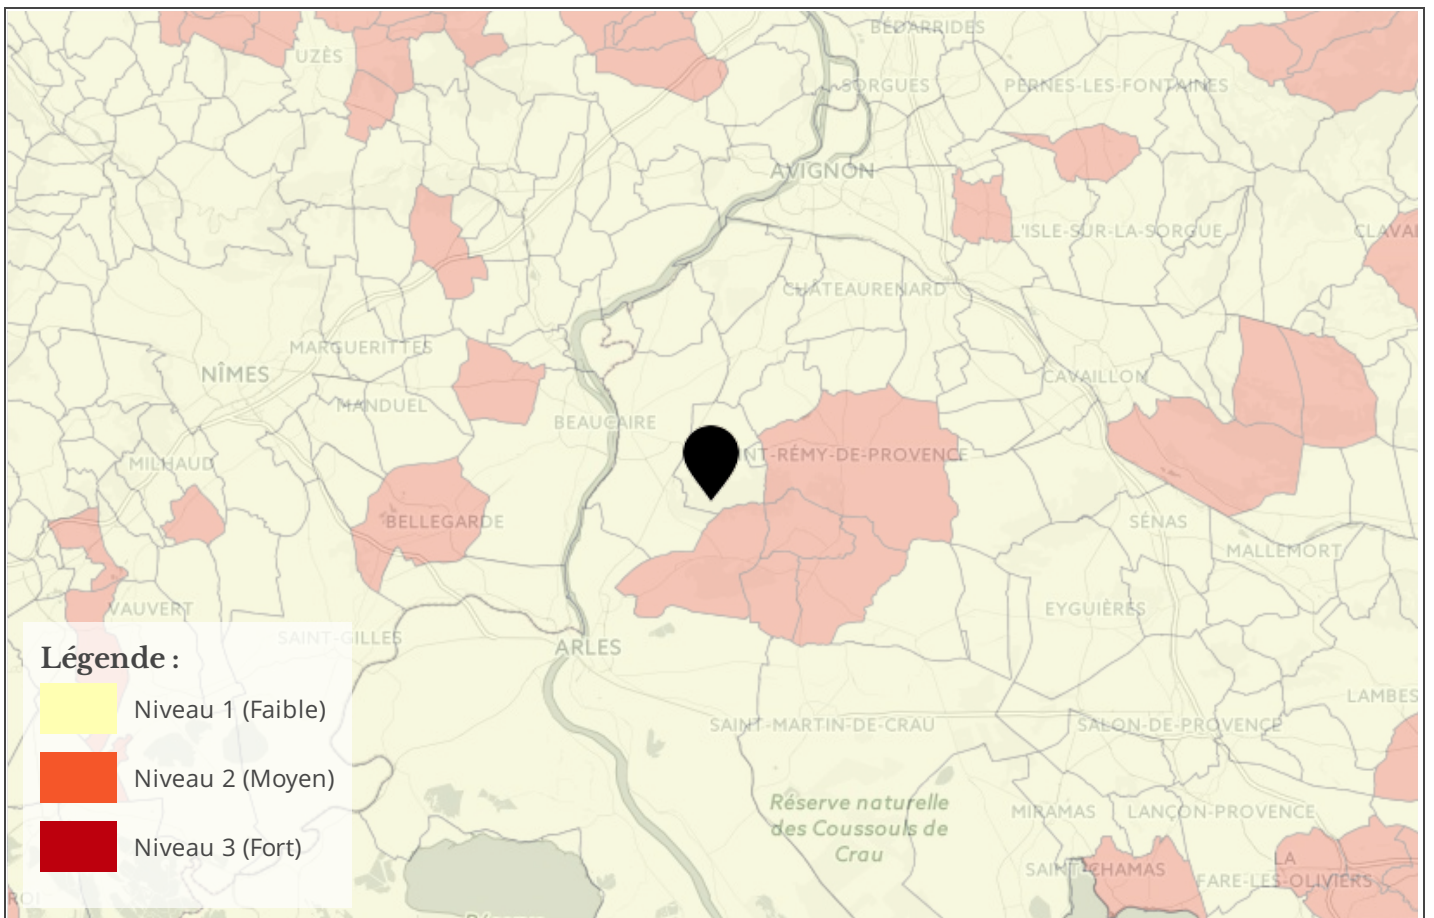 BÉDARRIDES
UZÈS
SORGUES
PERNES-LES-FONTAINES
AVIGNON
L'ISLE-SUR-LA-SORGUE
CLAVAI
CHÂTEAURENARD
MARGUERITTES
NÎMES
CAVAILLON
MANDUEL
BEAUCAIRE
NT-RÉMY-DE-PROVENCE
MILHAUD
BELLEGARDE
SÉNAS
MALLEMORT
VAUVERT
EYGUIÈRES
SAINT-GILLES
ARLES
Légende :
Niveau 1 (Faible)
Niveau 2 (Moyen)
Niveau 3 (Fort)
LAMBES
SAINT-MARTIN-DE-CRAU
SALON-DE-PROVENCE
Réserve naturelle
des Coussouls de
Crau
MIRAMAS
LANÇON-PROVENCE
SAINT-CHAMAS
LA
FARE-LES-OLIVIERS
ROI